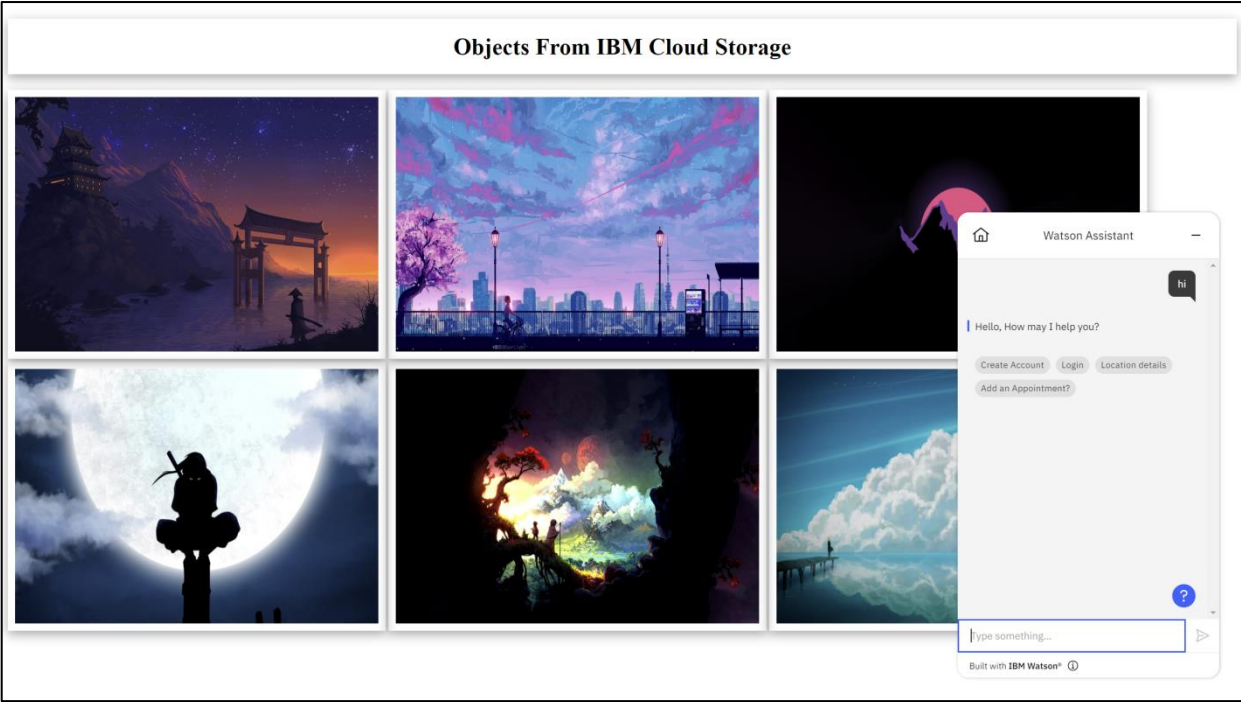 Objects From IBM Cloud Storage
Watson Assistant
hi
Hello, How may I help you?
Create Account
Login
Location details
Add an Appointment?
?
Type something...
Built with IBM Watson®